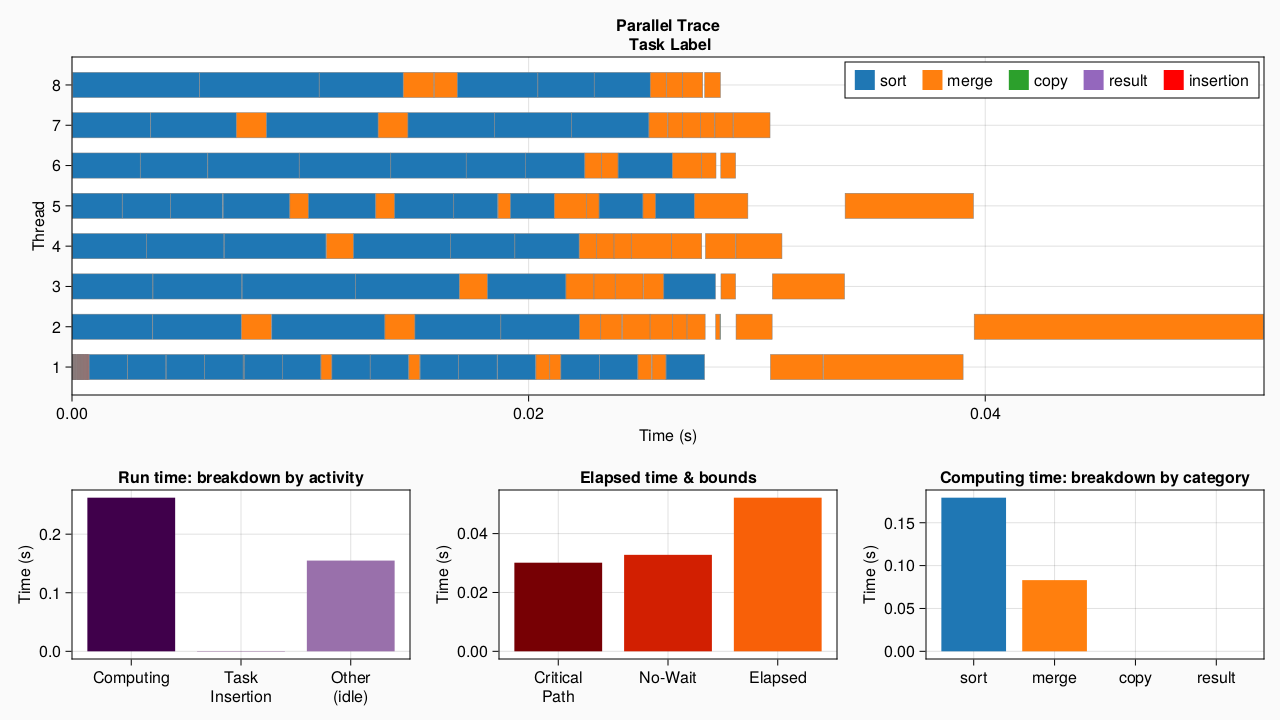 Parallel Trace
Task Label
sort merge copy result insertion
Thread
8
7
6
5
4
3
2
1
0.00 0.02 0.04
Time (s)
Run time: breakdown by activity
Time (s)
0.2
0.1
0.0
Computing Task Insertion Other (idle)
Elapsed time & bounds
Time (s)
0.04
0.02
0.00
Critical Path No-Wait Elapsed
Computing time: breakdown by category
Time (s)
0.15
0.10
0.05
0.00
sort merge copy result